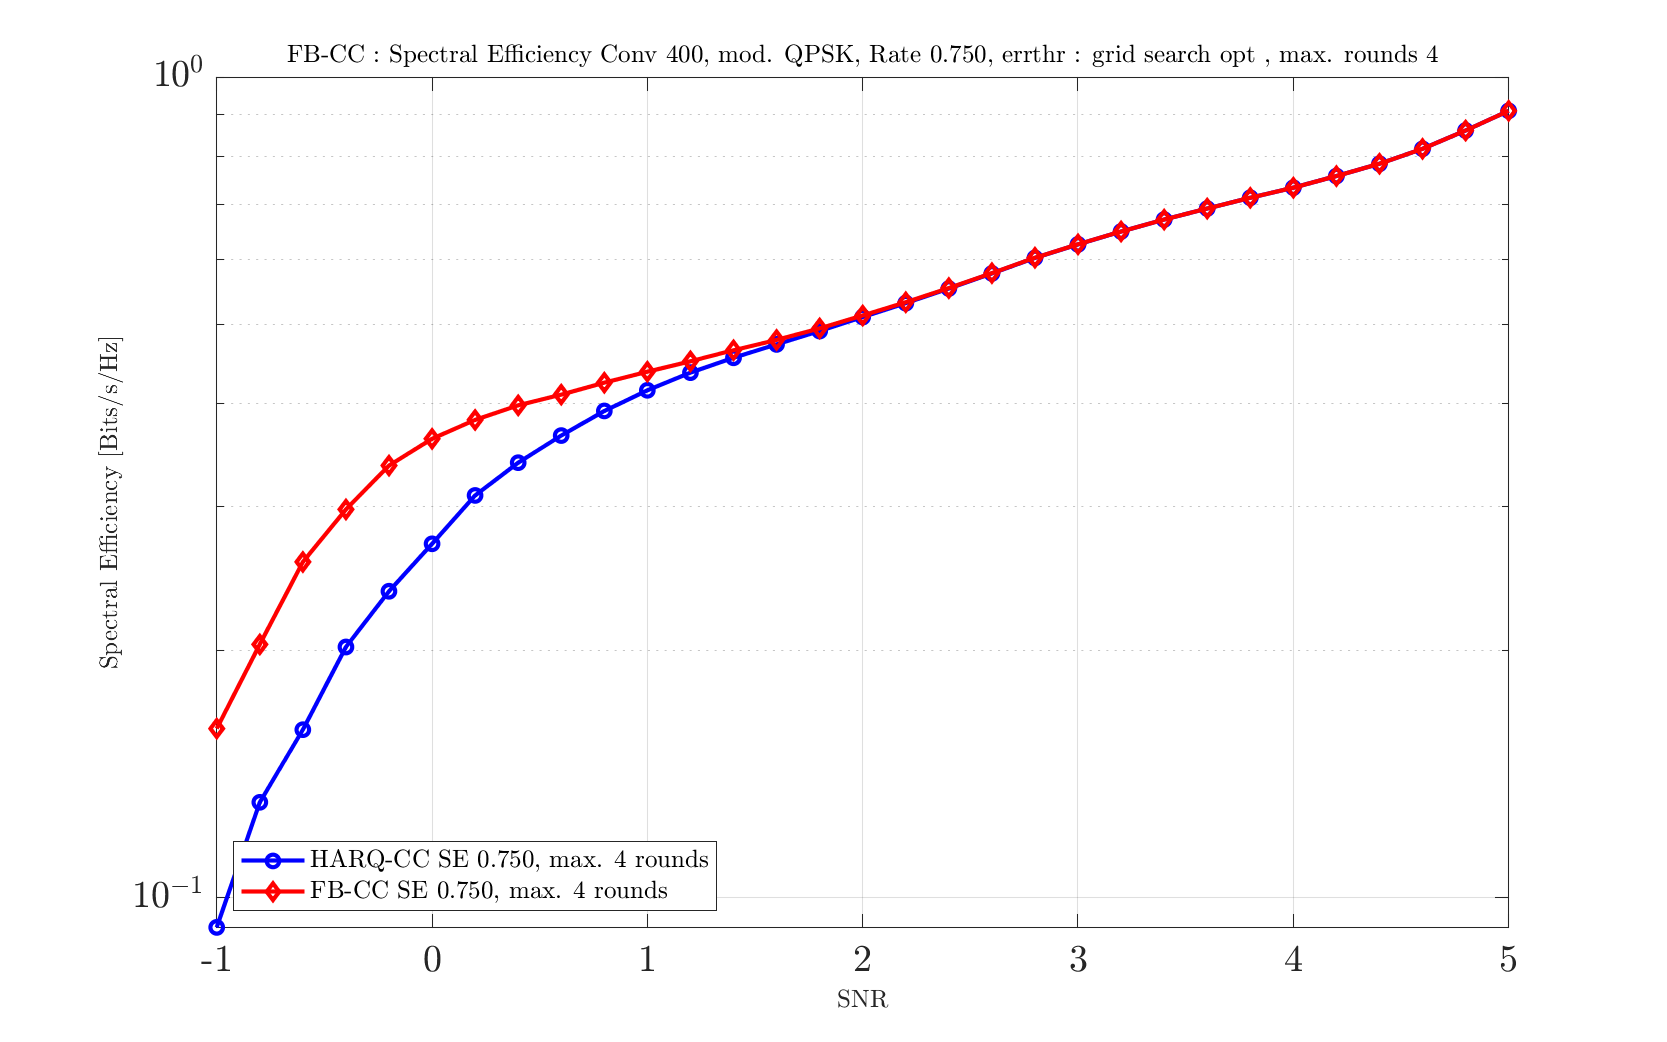 FB-CC : Spectral Efficiency Conv 400, mod. QPSK, Rate 0.750, errthr : grid search opt , max. rounds 4
10⁰
Spectral Efficiency [Bits/s/Hz]
10⁻¹
HARQ-CC SE 0.750, max. 4 rounds
FB-CC SE 0.750, max. 4 rounds
-1 0 1 2 3 4 5
SNR